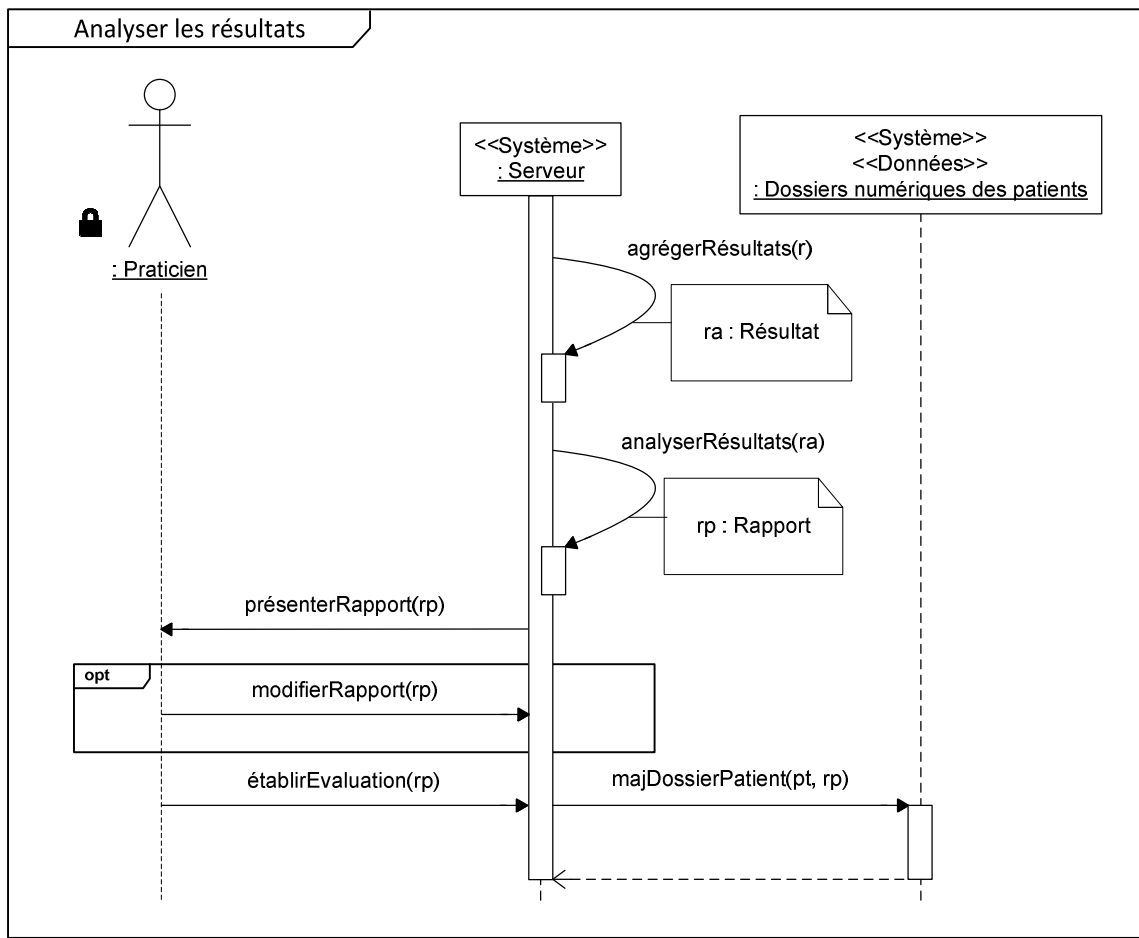 Analyser les résultats
<<Système>>
: Serveur
<<Système>>
<<Données>>
: Dossiers numériques des patients
: Praticien
agrégerRésultats(r)
ra : Résultat
analyserRésultats(ra)
rp : Rapport
présenterRapport(rp)
opt
modifierRapport(rp)
établirEvaluation(rp)
majDossierPatient(pt, rp)